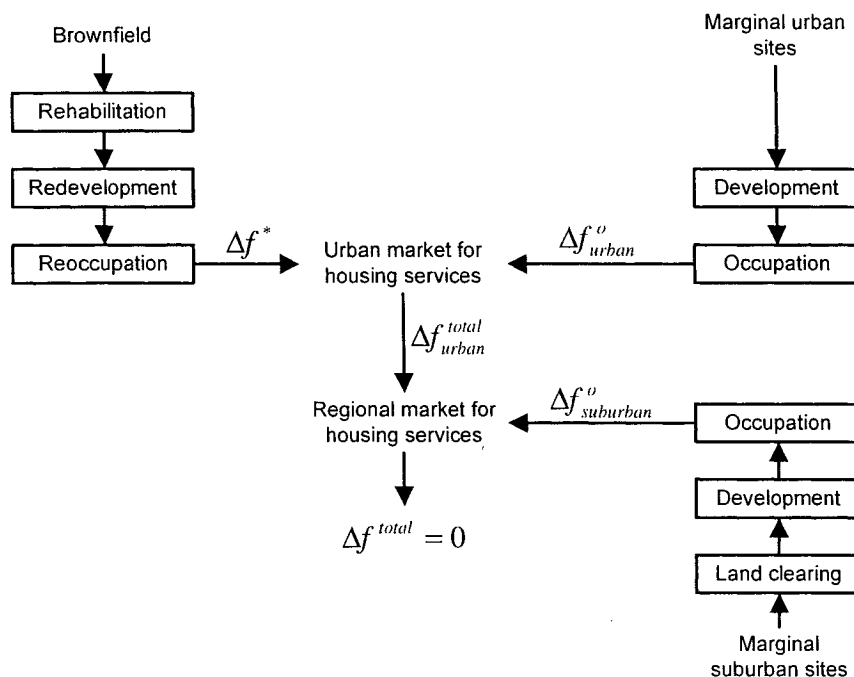 Brownfield
Rehabilitation
Redevelopment
Reoccupation
Δf*
Urban market for
housing services
Marginal urban
sites
Development
Occupation
Δf^o_urban
Δf^total_urban
Regional market for
housing services
Δf^o_suburban
Occupation
Development
Land clearing
Marginal
suburban sites
Δf^total = 0